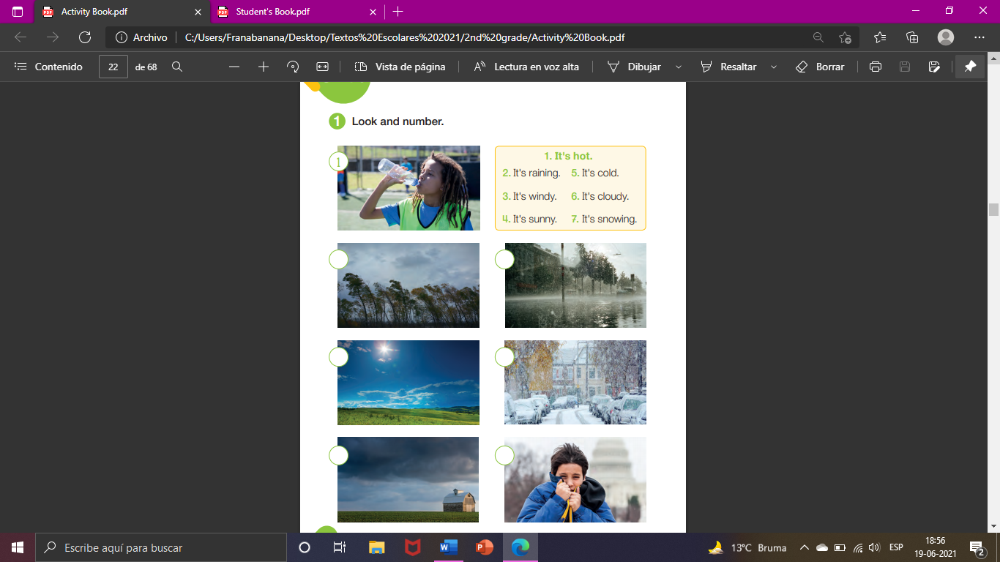 Activity Book.pdf
Student's Book.pdf
Archivo
C:/Users/Franabanana/Desktop/Textos%20Escolares%202021/2nd%20grade/Activity%20Book.pdf
Contenido
22
de 68
Vista de página
Lectura en voz alta
Dibujar
Resaltar
Borrar
1 Look and number.
1
1. It's hot.
2. It's raining. 5. It's cold.
3. It's windy. 6. It's cloudy.
4. It's sunny. 7. It's snowing.
Escribe aquí para buscar
13°C Bruma
ESP
18:56
19-06-2021
2